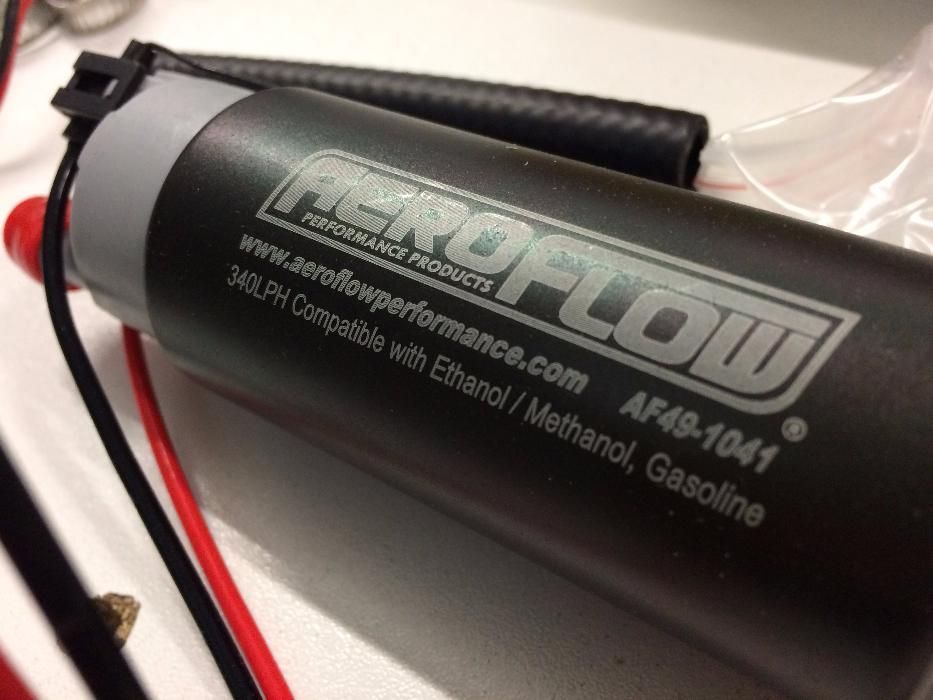 AEROFLOW
PERFORMANCE PRODUCTS
®
www.aeroflowperformance.com AF49-1041
340LPH Compatible with Ethanol / Methanol, Gasoline